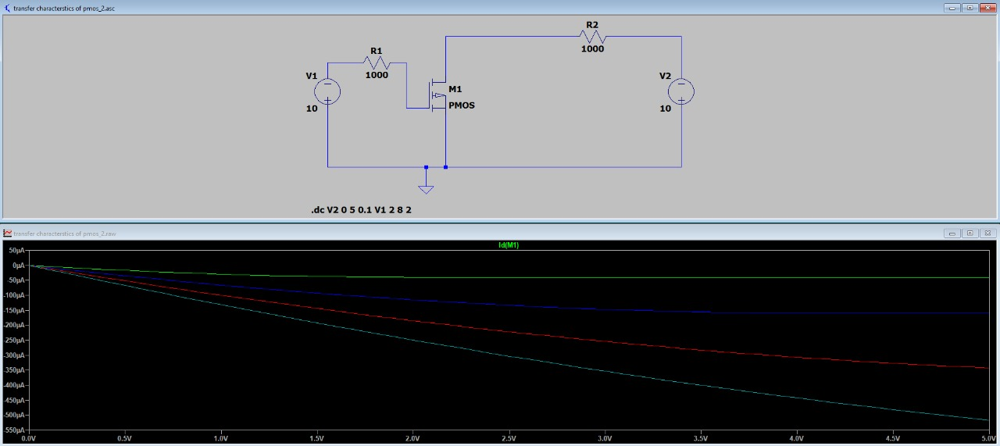 transfer characterstics of pmos_2.asc
R2
1000
R1
1000
V1
10
M1
PMOS
V2
10
.dc V2 0 5 0.1 V1 2 8 2
transfer characterstics of pmos_2.raw
Id(M1)
50µA
0µA
-50µA
-100µA
-150µA
-200µA
-250µA
-300µA
-350µA
-400µA
-450µA
-500µA
-550µA
0.0V 0.5V 1.0V 1.5V 2.0V 2.5V 3.0V 3.5V 4.0V 4.5V 5.0V